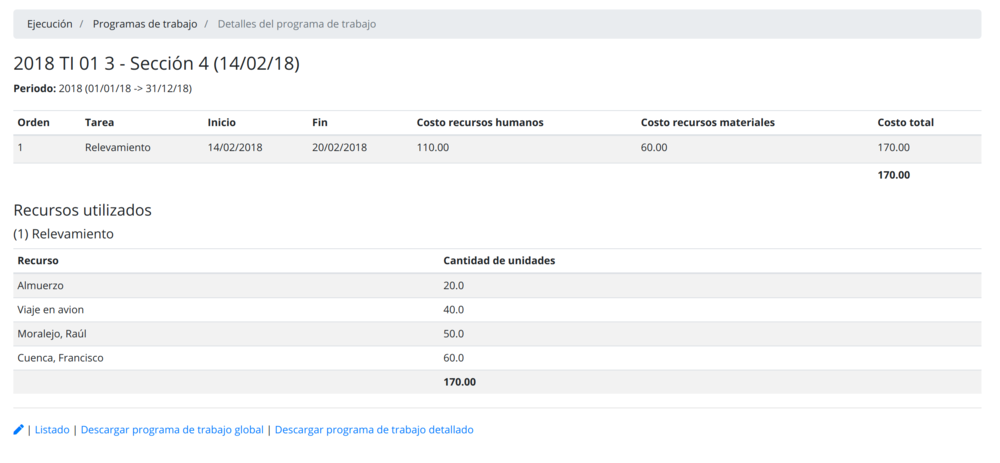 Ejecución / Programas de trabajo / Detalles del programa de trabajo
2018 TI 01 3 - Sección 4 (14/02/18)
Periodo: 2018 (01/01/18 -> 31/12/18)
Orden Tarea Inicio Fin Costo recursos humanos Costo recursos materiales Costo total
1 Relevamiento 14/02/2018 20/02/2018 110.00 60.00 170.00
170.00
Recursos utilizados
(1) Relevamiento
Recurso Cantidad de unidades
Almuerzo 20.0
Viaje en avion 40.0
Moralejo, Raúl 50.0
Cuenca, Francisco 60.0
170.00
| Listado | Descargar programa de trabajo global | Descargar programa de trabajo detallado